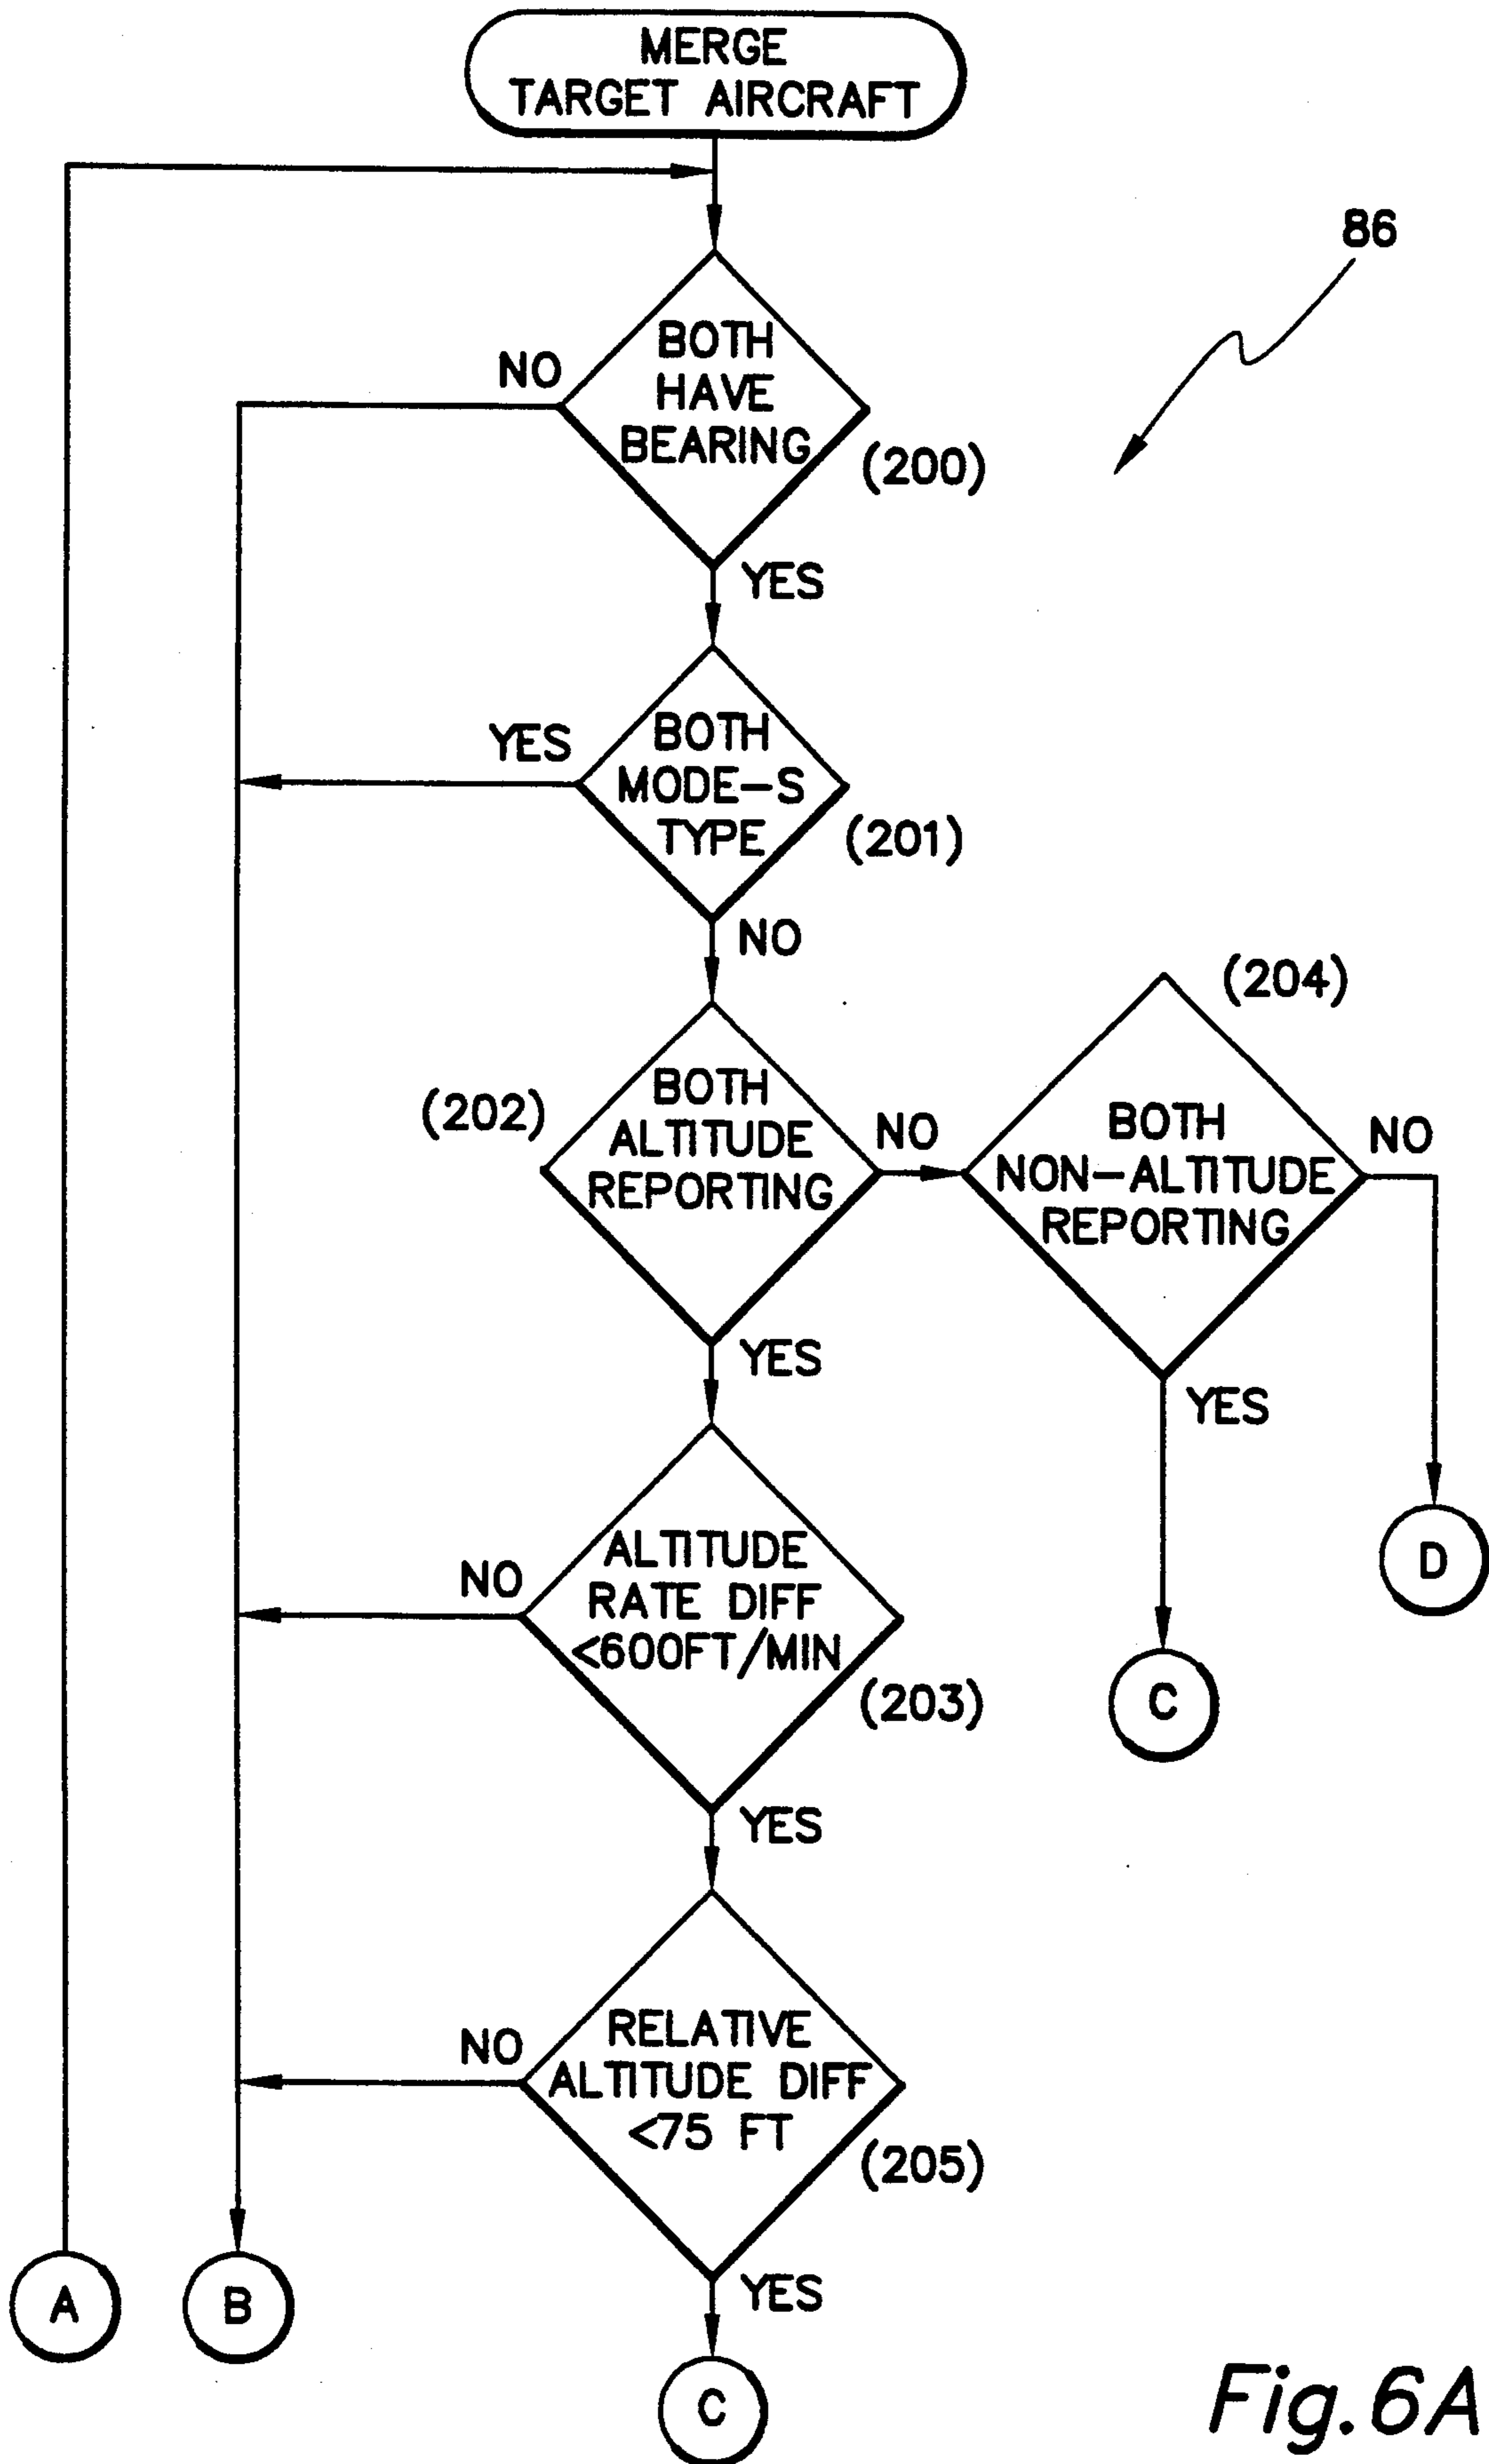 MERGE
TARGET AIRCRAFT
86
BOTH
HAVE
BEARING
NO
(200)
YES
BOTH
MODE-S
TYPE
YES
(201)
NO
(202)
BOTH
ALTITUDE
REPORTING
NO
(204)
BOTH
NON-ALTITUDE
REPORTING
NO
YES
YES
D
C
ALTITUDE
RATE DIFF
<600FT/MIN
NO
(203)
YES
RELATIVE
ALTITUDE DIFF
<75 FT
NO
(205)
YES
A
B
C
Fig.6A